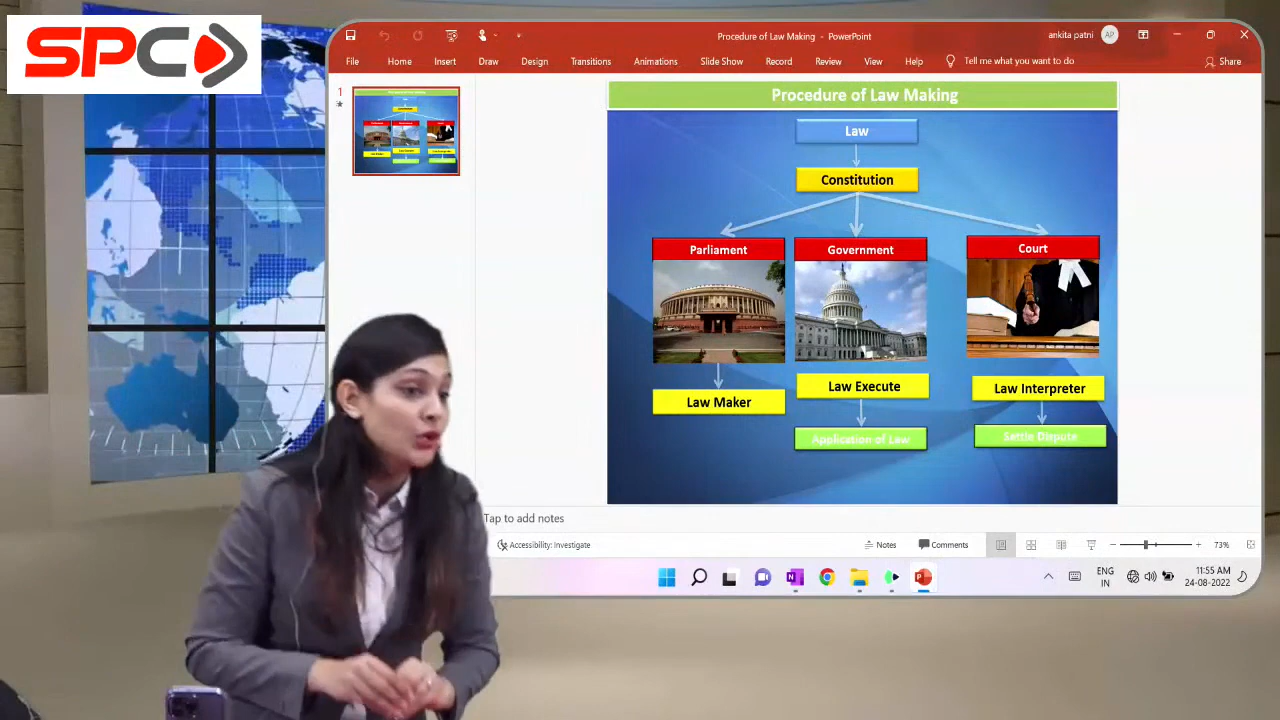 SPC
Procedure of Law Making - PowerPoint
ankita patni
AP
File Home Insert Draw Design Transitions Animations Slide Show Record Review View Help Tell me what you want to do Share
1
Procedure of Law Making
Law
Constitution
Parliament
Government
Court
Law Maker
Law Execute
Law Interpreter
Application of Law
Settle Dispute
Tap to add notes
Accessibility: Investigate
Notes
Comments
73%
ENG
IN
11:55 AM
24-08-2022